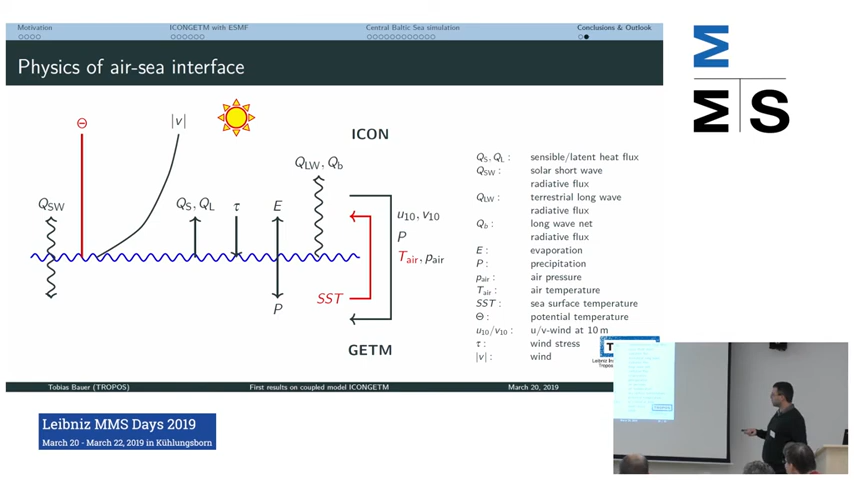 Motivation
ICONGETM with ESMF
Central Baltic Sea simulation
Conclusions & Outlook
Physics of air-sea interface
Θ
|v|
ICON
Q_LW, Q_b
Q_SW
Q_S, Q_L
τ
E
u_10, v_10
P
T_air, p_air
SST
P
GETM
Q_S, Q_L : sensible/latent heat flux
Q_SW : solar short wave
radiative flux
Q_LW : terrestrial long wave
radiative flux
Q_b : long wave net
radiative flux
E : evaporation
P : precipitation
p_air : air pressure
T_air : air temperature
SST : sea surface temperature
Θ : potential temperature
u_10/v_10 : u/v-wind at 10 m
τ : wind stress
|v| : wind
Tobias Bauer (TROPOS)
First results on coupled model ICONGETM
March 20, 2019
Leibniz MMS Days 2019
March 20 - March 22, 2019 in Kühlungsborn
M
M S